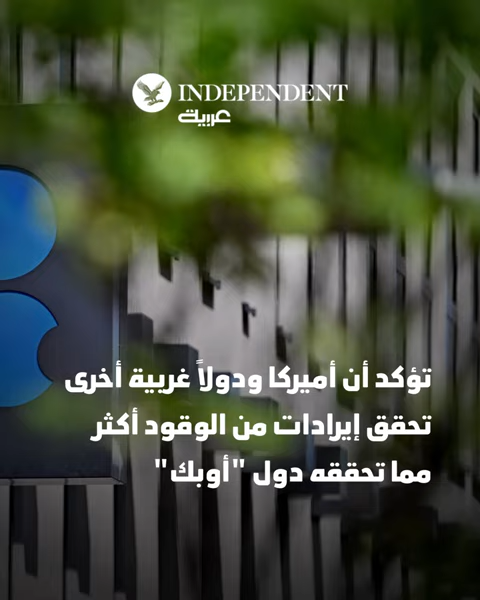 INDEPENDENT
عربية
تؤكد أن أميركا ودولاً غربية أخرى
تحقق إيرادات من الوقود أكثر
مما تحققه دول "أوبك"